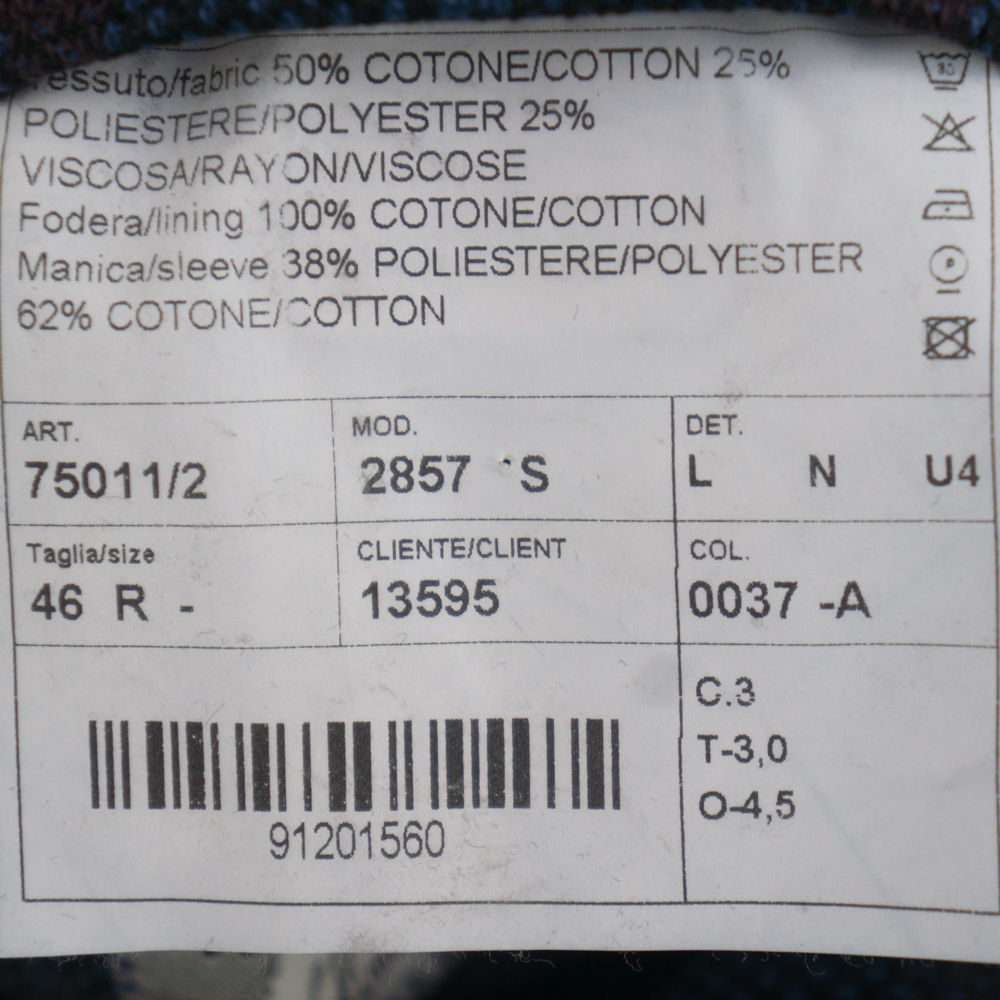 Tessuto/fabric 50% COTONE/COTTON 25%
POLIESTERE/POLYESTER 25%
VISCOSA/RAYON/VISCOSE
Fodera/lining 100% COTONE/COTTON
Manica/sleeve 38% POLIESTERE/POLYESTER
62% COTONE/COTTON
30
ART. MOD. DET.
75011/2 2857 S L N U4
Taglia/size CLIENTE/CLIENT COL.
46 R - 13595 0037 -A
C.3
T-3,0
O-4,5
91201560